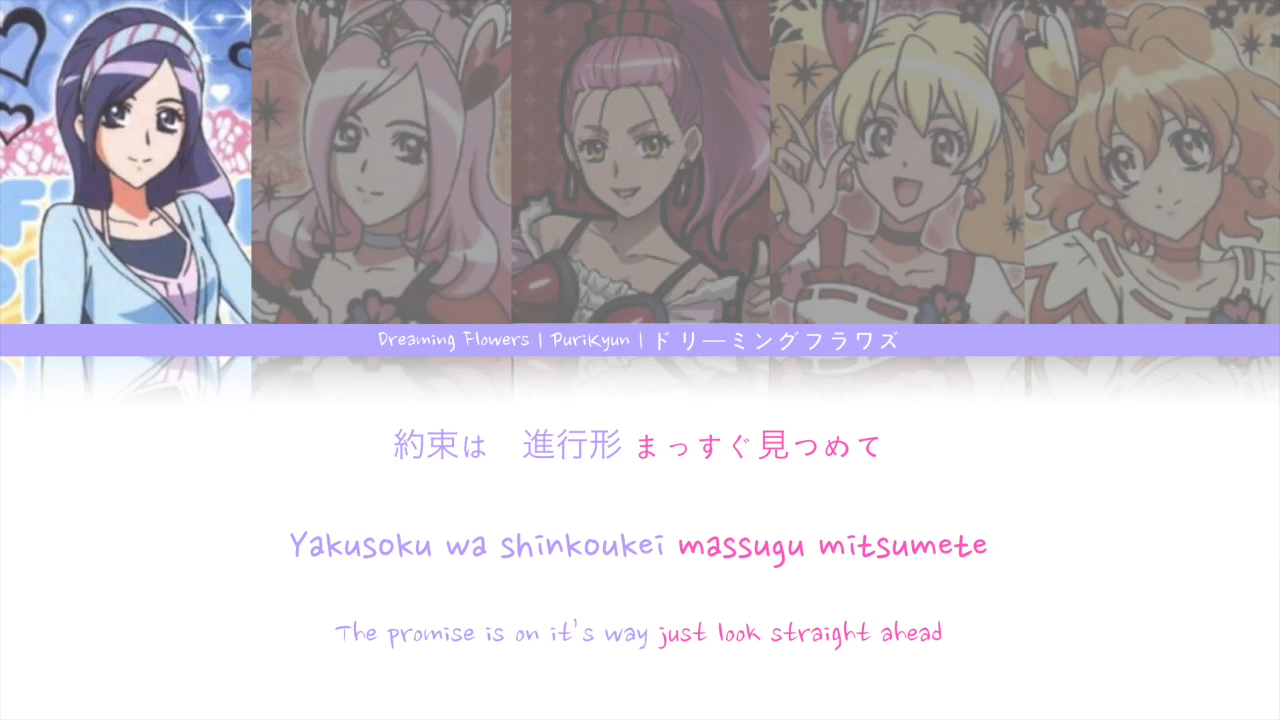 Dreaming Flowers | PuriKyun | ドリーミングフラワズ
約束は　進行形 まっすぐ見つめて
Yakusoku wa shinkoukei massugu mitsumete
The promise is on it's way just look straight ahead